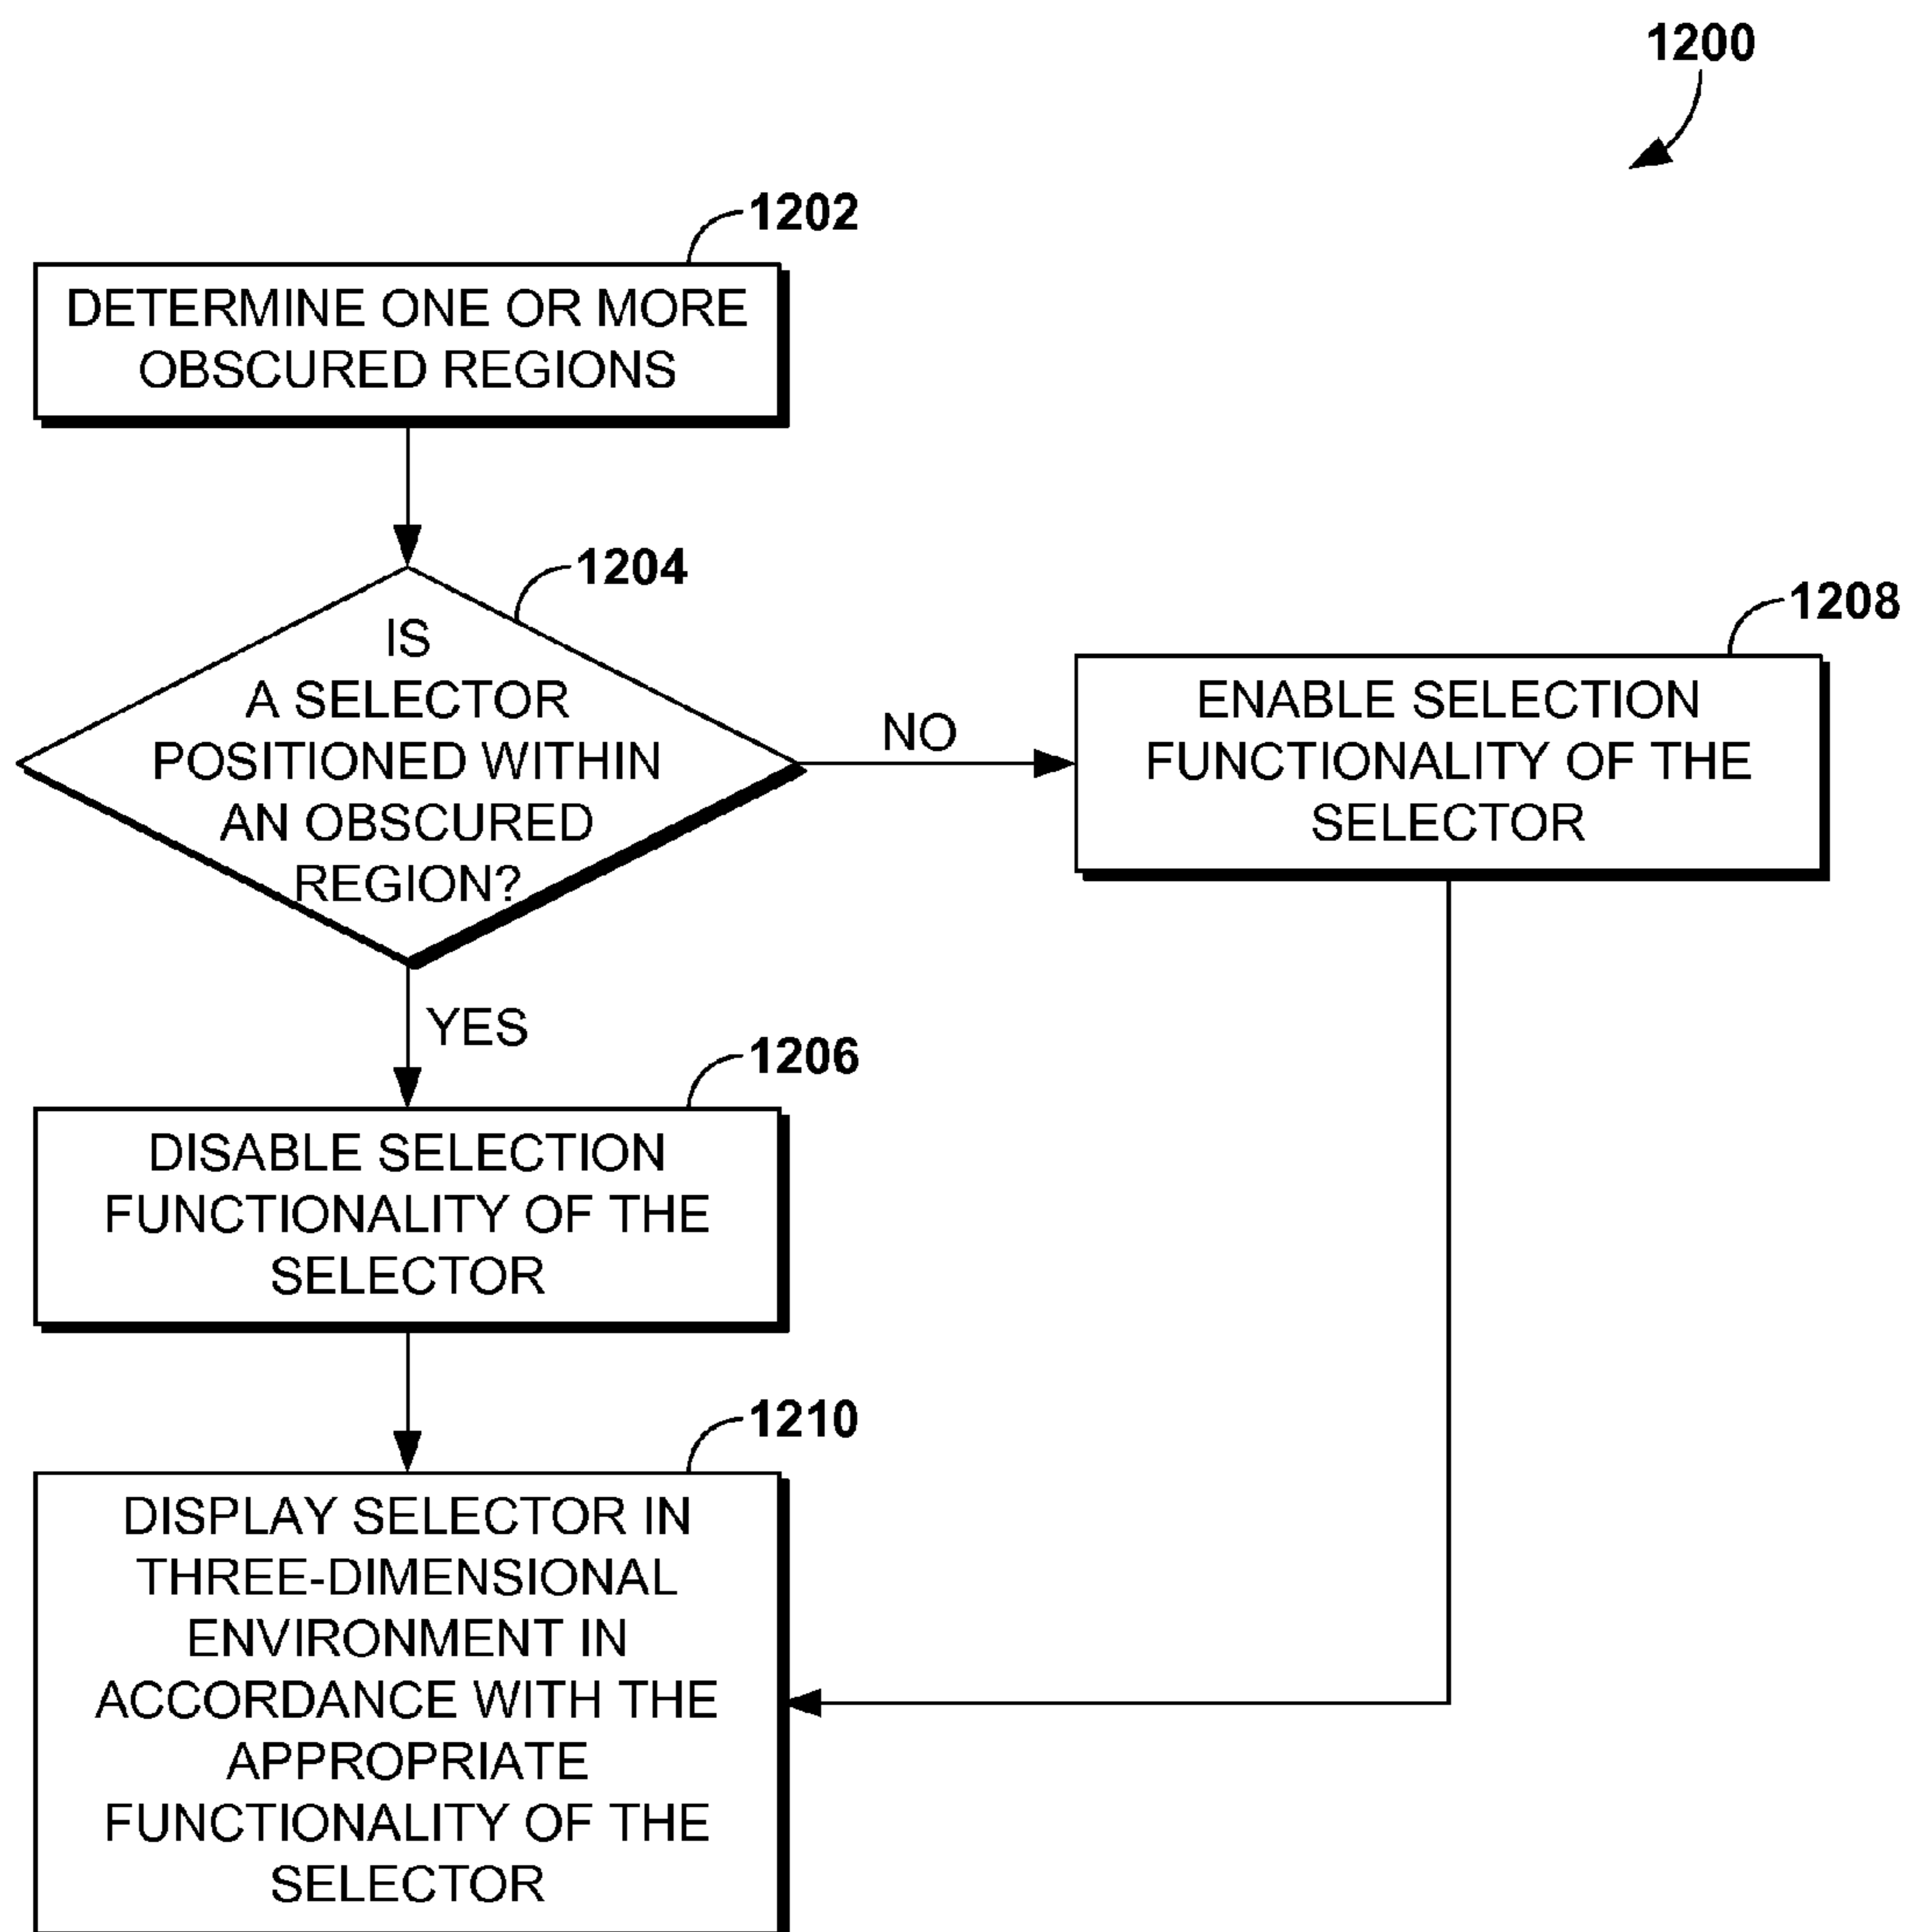 1200
1202
DETERMINE ONE OR MORE
OBSCURED REGIONS
1204
IS
A SELECTOR
POSITIONED WITHIN
AN OBSCURED
REGION?
NO
1208
ENABLE SELECTION
FUNCTIONALITY OF THE
SELECTOR
YES
1206
DISABLE SELECTION
FUNCTIONALITY OF THE
SELECTOR
1210
DISPLAY SELECTOR IN
THREE-DIMENSIONAL
ENVIRONMENT IN
ACCORDANCE WITH THE
APPROPRIATE
FUNCTIONALITY OF THE
SELECTOR